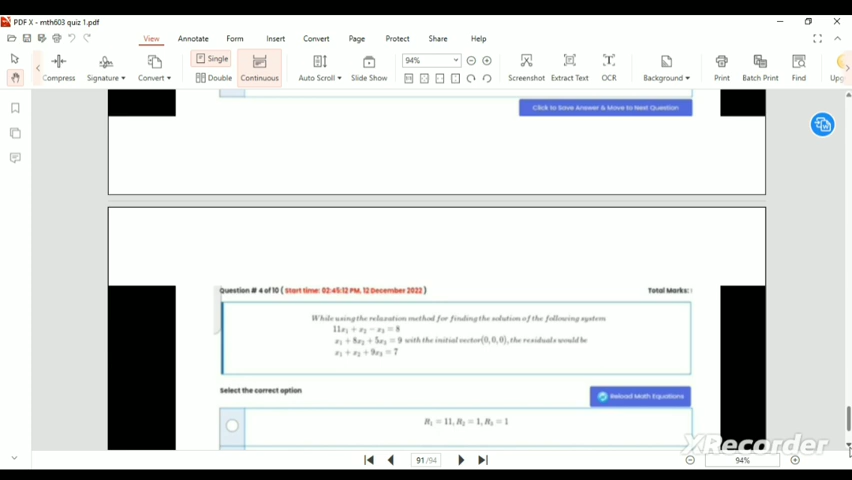 PDF X - mth603 quiz 1.pdf
View Annotate Form Insert Convert Page Protect Share Help
Compress Signature Convert Single Double Continuous Auto Scroll Slide Show 94% Screenshot Extract Text OCR Background Print Batch Print Find Upg
Click to Save Answer & Move to Next Question
Question # 4 of 10 ( Start time: 02:45:12 PM, 12 December 2022 ) Total Marks: 1
While using the relaxation method for finding the solution of the following system
11x₁ + x₂ − x₃ = 8
x₁ + 8x₂ + 5x₃ = 9 with the initial vector(0, 0, 0), the residuals would be
x₁ + x₂ + 9x₃ = 7
Select the correct option
Reload Math Equations
R₁ = 11, R₂ = 1, R₃ = 1
XRecorder
91/94 94%